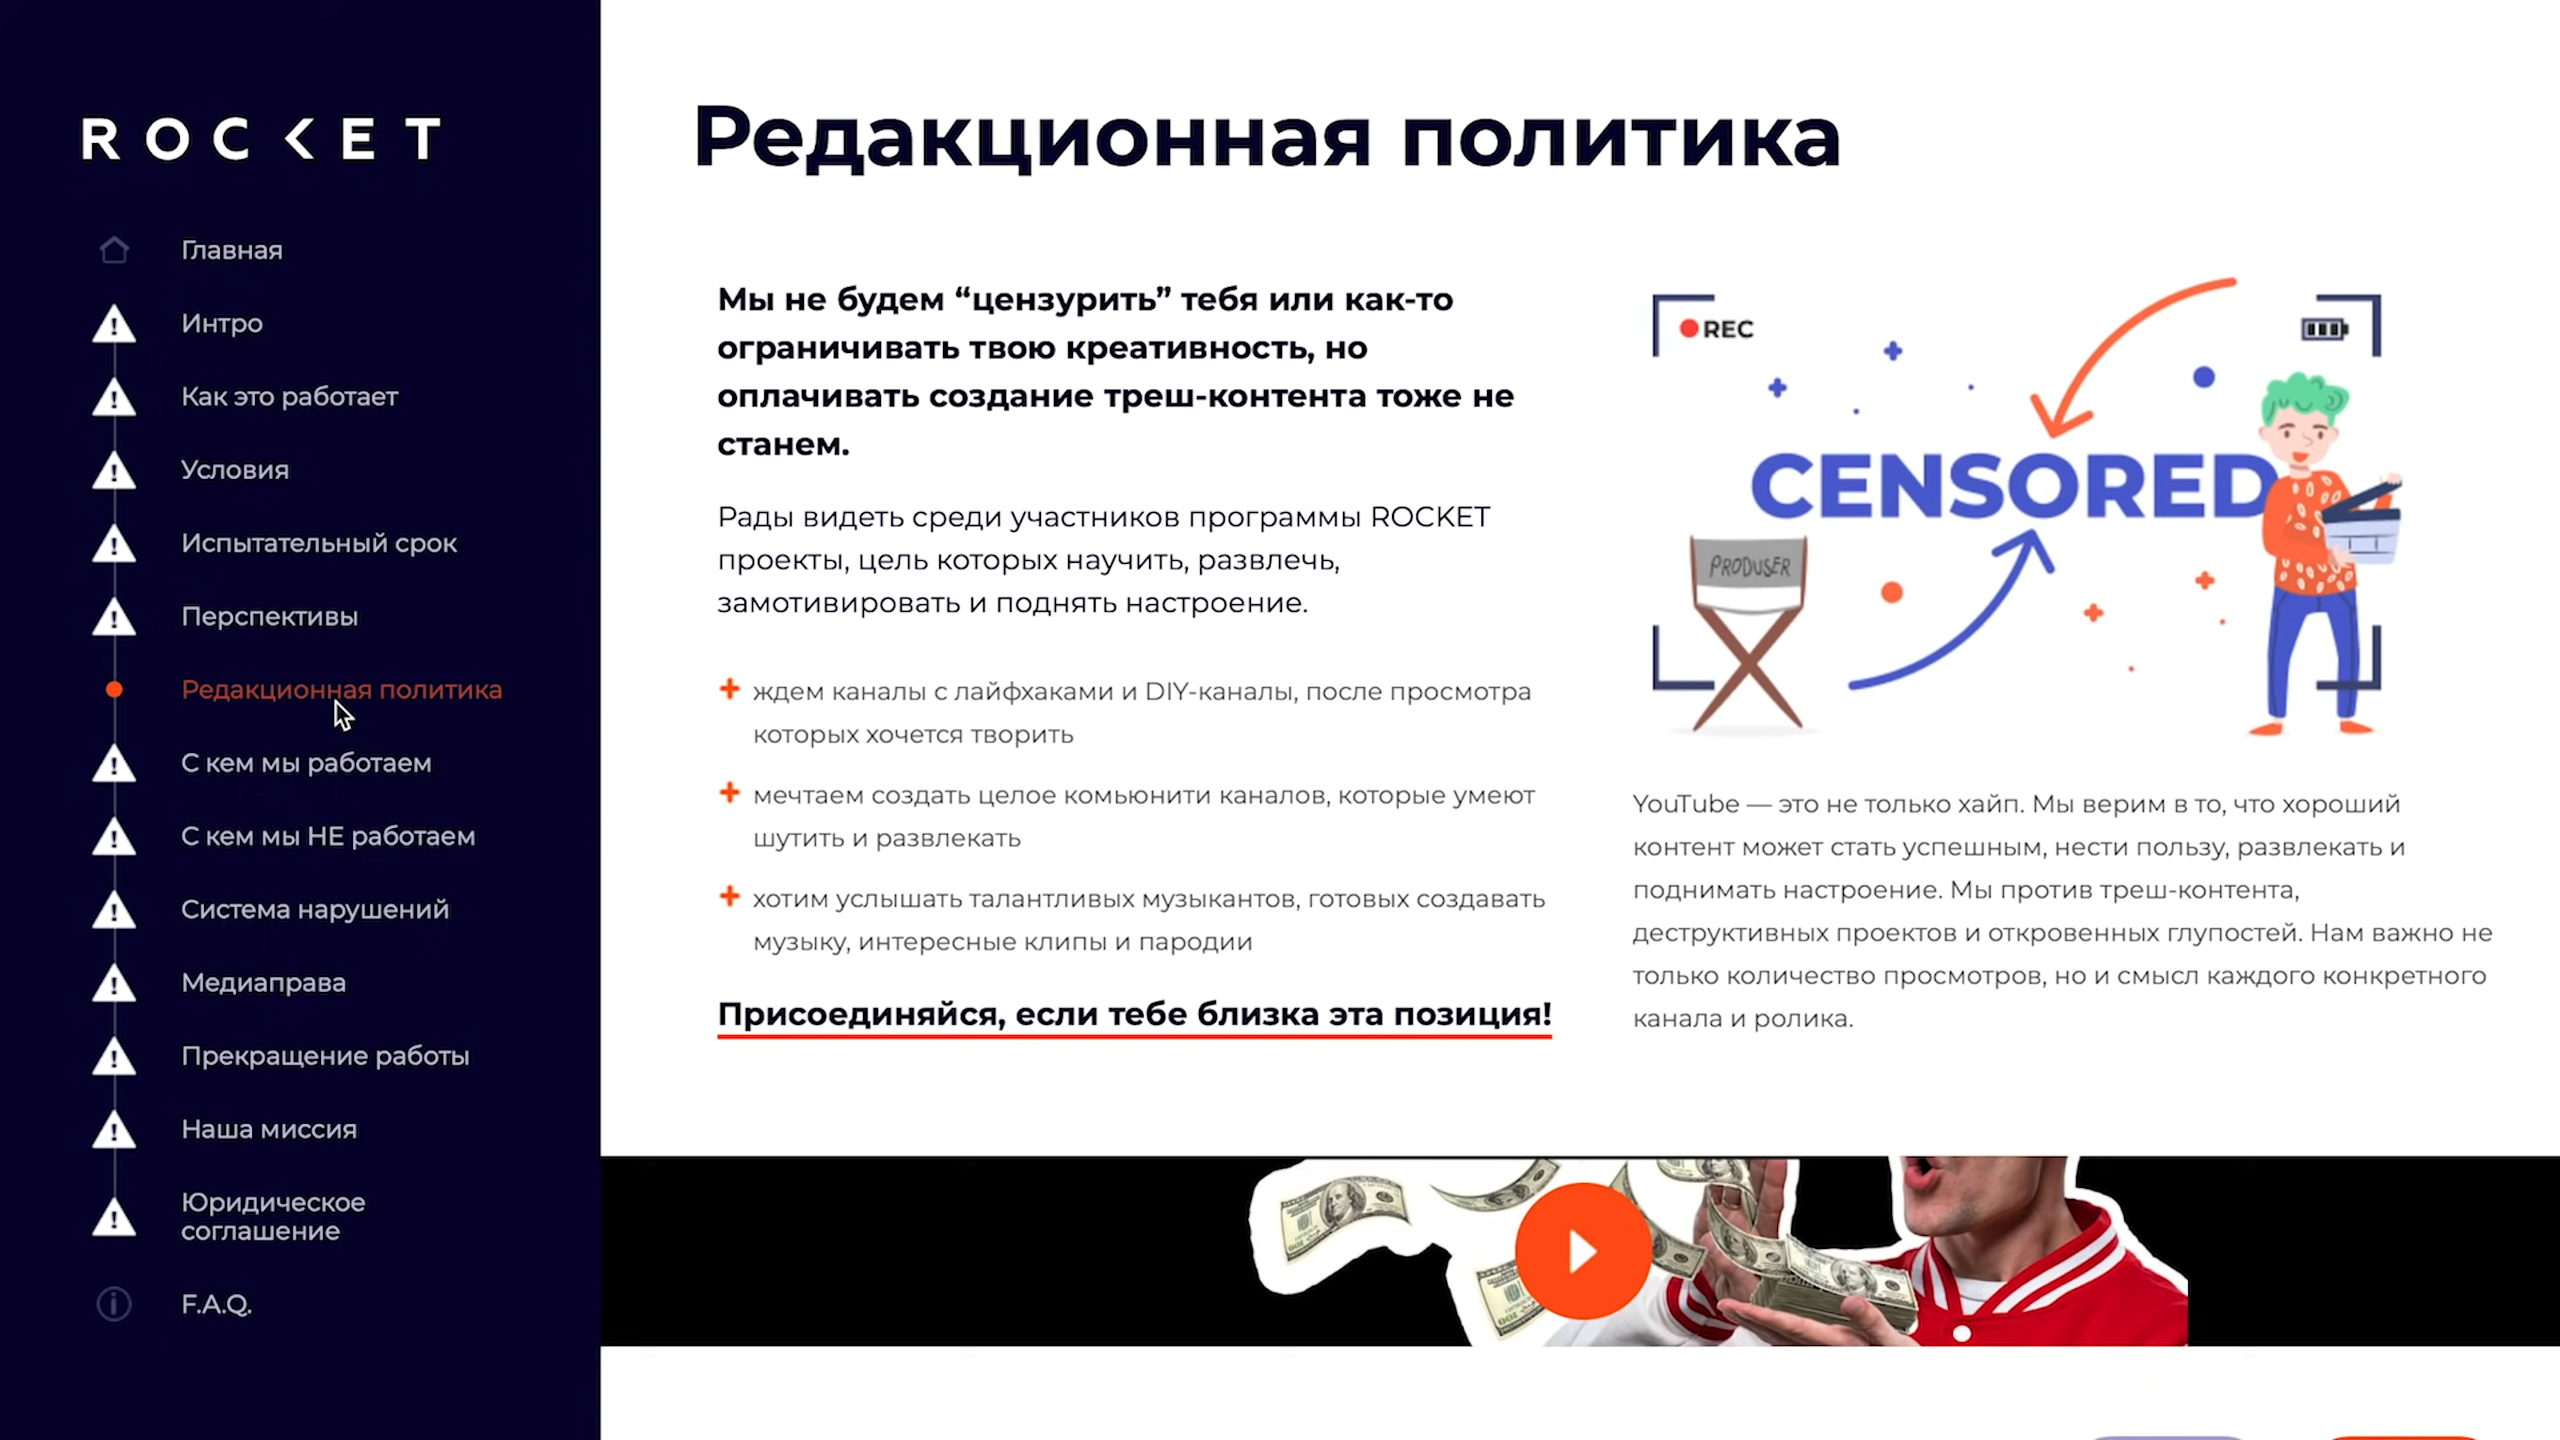 ROCKET
Главная
Интро
Как это работает
Условия
Испытательный срок
Перспективы
Редакционная политика
С кем мы работаем
С кем мы НЕ работаем
Система нарушений
Медиаправа
Прекращение работы
Наша миссия
Юридическое
соглашение
F.A.Q.
Редакционная политика
Мы не будем “цензурить” тебя или как-то
ограничивать твою креативность, но
оплачивать создание треш-контента тоже не
станем.
Рады видеть среди участников программы ROCKET
проекты, цель которых научить, развлечь,
замотивировать и поднять настроение.
ждем каналы с лайфхаками и DIY-каналы, после просмотра
которых хочется творить
мечтаем создать целое комьюнити каналов, которые умеют
шутить и развлекать
хотим услышать талантливых музыкантов, готовых создавать
музыку, интересные клипы и пародии
Присоединяйся, если тебе близка эта позиция!
REC
CENSORED
PRODUSER
YouTube — это не только хайп. Мы верим в то, что хороший
контент может стать успешным, нести пользу, развлекать и
поднимать настроение. Мы против треш-контента,
деструктивных проектов и откровенных глупостей. Нам важно не
только количество просмотров, но и смысл каждого конкретного
канала и ролика.